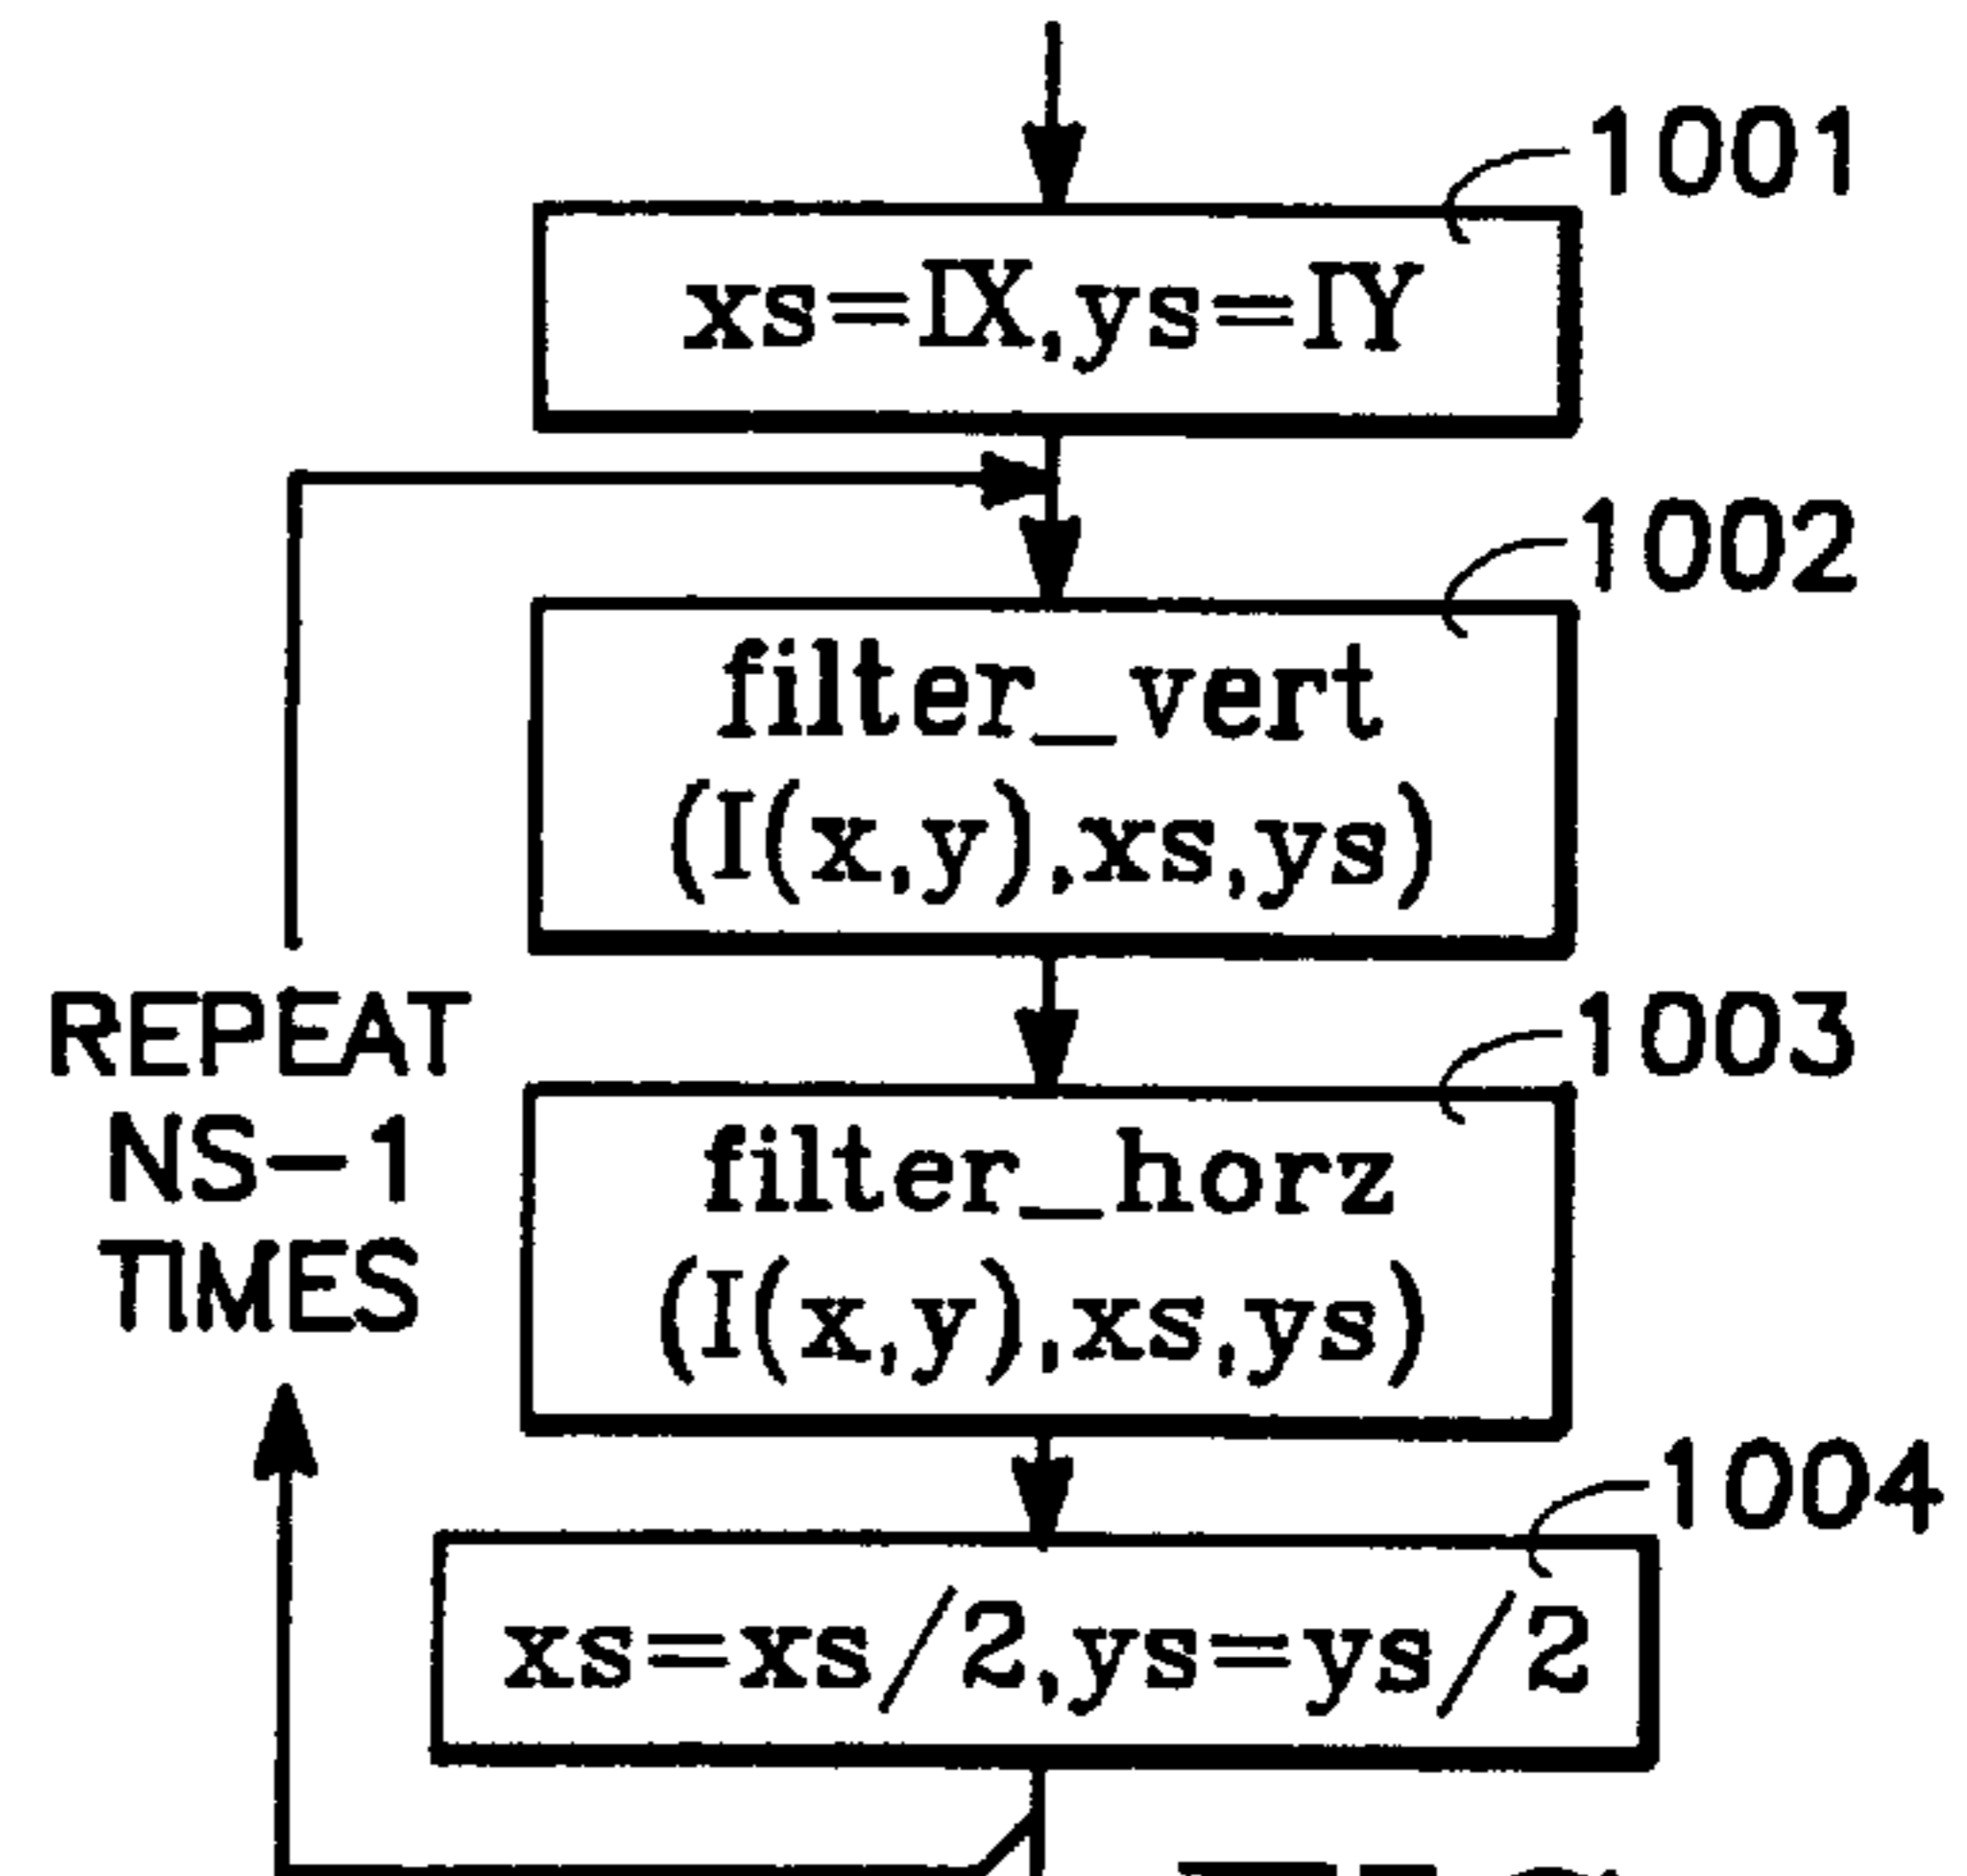 1001
xs=IX,ys=IY
1002
filter_vert
(I(x,y),xs,ys)
REPEAT
NS-1
TIMES
1003
filter_horz
(I(x,y),xs,ys)
1004
xs=xs/2,ys=ys/2